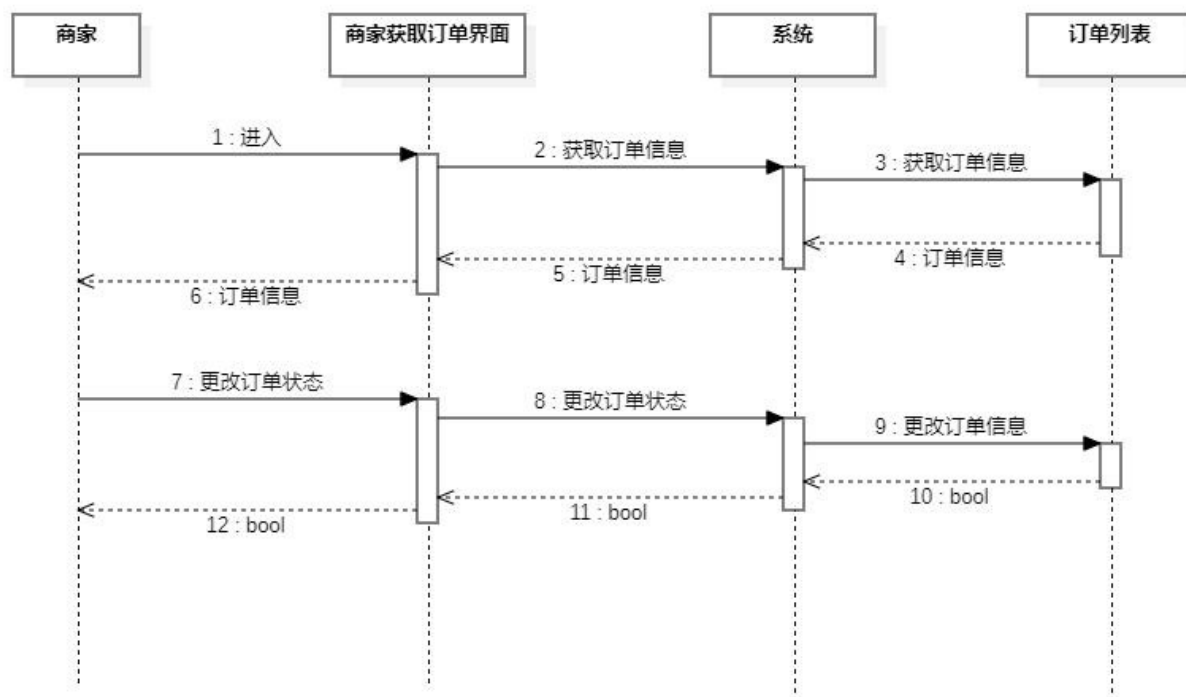 商家
商家获取订单界面
系统
订单列表
1 : 进入
2 : 获取订单信息
3 : 获取订单信息
4 : 订单信息
5 : 订单信息
6 : 订单信息
7 : 更改订单状态
8 : 更改订单状态
9 : 更改订单信息
10 : bool
11 : bool
12 : bool